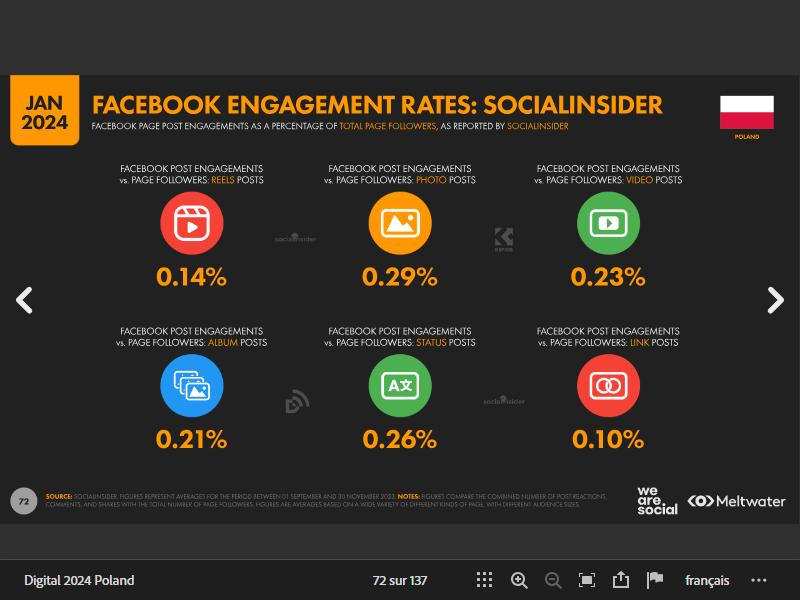 JAN
2024
FACEBOOK ENGAGEMENT RATES: SOCIALINSIDER
FACEBOOK PAGE POST ENGAGEMENTS AS A PERCENTAGE OF TOTAL PAGE FOLLOWERS, AS REPORTED BY SOCIALINSIDER
POLAND
FACEBOOK POST ENGAGEMENTS
vs. PAGE FOLLOWERS: REELS POSTS
0.14%
FACEBOOK POST ENGAGEMENTS
vs. PAGE FOLLOWERS: PHOTO POSTS
0.29%
FACEBOOK POST ENGAGEMENTS
vs. PAGE FOLLOWERS: VIDEO POSTS
0.23%
socialinsider
KEPIOS
FACEBOOK POST ENGAGEMENTS
vs. PAGE FOLLOWERS: ALBUM POSTS
0.21%
FACEBOOK POST ENGAGEMENTS
vs. PAGE FOLLOWERS: STATUS POSTS
A文
0.26%
FACEBOOK POST ENGAGEMENTS
vs. PAGE FOLLOWERS: LINK POSTS
0.10%
socialinsider
72
SOURCE: SOCIALINSIDER. FIGURES REPRESENT AVERAGES FOR THE PERIOD BETWEEN 01 SEPTEMBER AND 30 NOVEMBER 2023. NOTES: FIGURES COMPARE THE COMBINED NUMBER OF POST REACTIONS,
COMMENTS, AND SHARES WITH THE TOTAL NUMBER OF PAGE FOLLOWERS. FIGURES ARE AVERAGES BASED ON A WIDE VARIETY OF DIFFERENT KINDS OF PAGE, WITH DIFFERENT AUDIENCE SIZES.
we
are
social
Meltwater
Digital 2024 Poland
72 sur 137
français